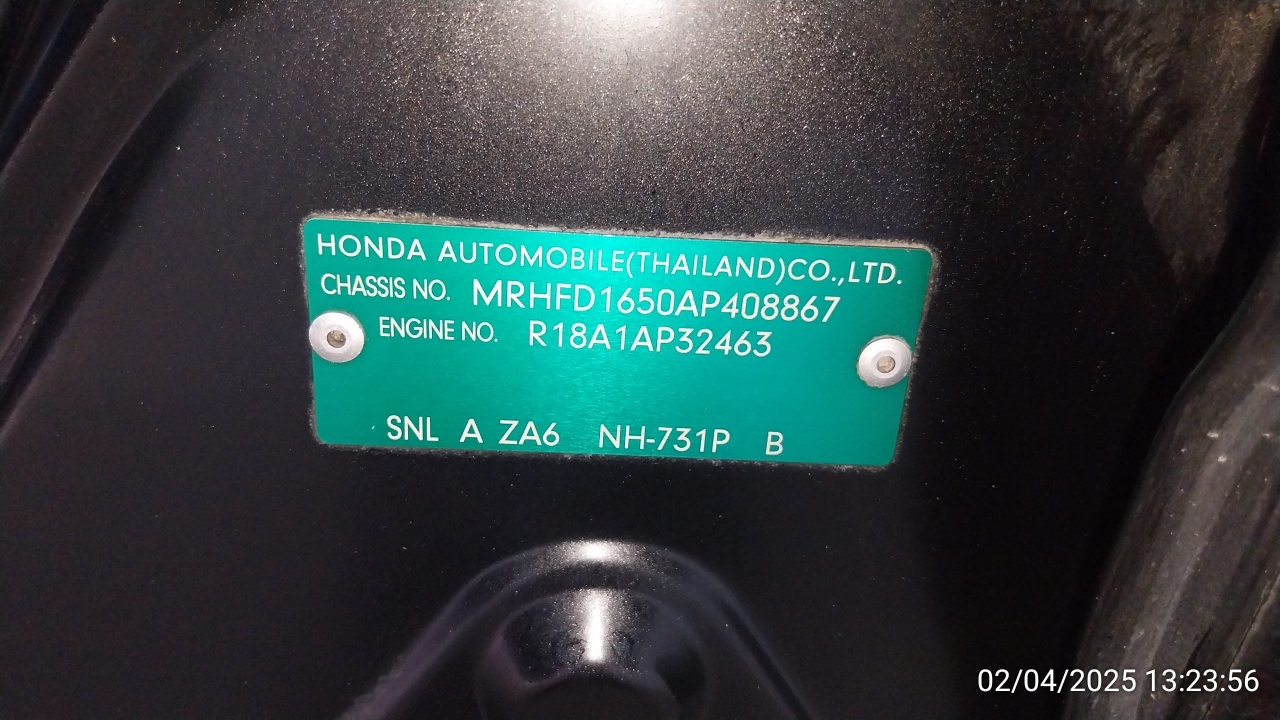 HONDA AUTOMOBILE(THAILAND)CO.,LTD.
CHASSIS NO. MRHFD1650AP408867
ENGINE NO. R18A1AP32463
SNL A ZA6 NH-731P B
02/04/2025 13:23:56